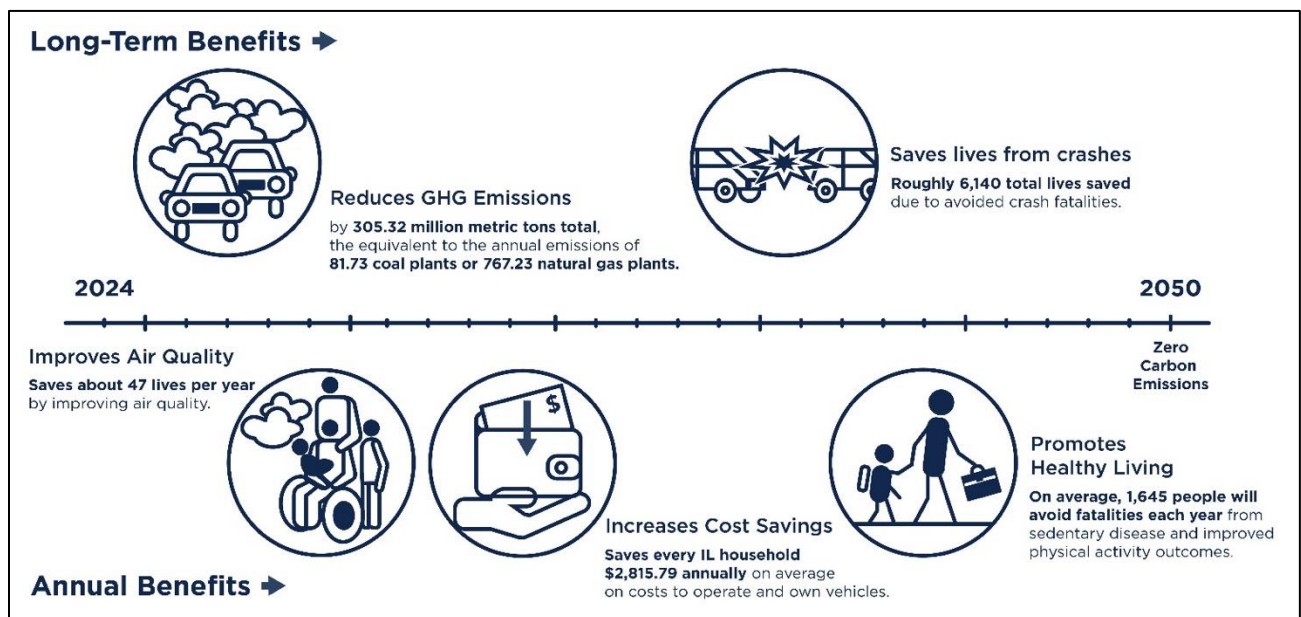 Long-Term Benefits
Reduces GHG Emissions
by 305.32 million metric tons total,
the equivalent to the annual emissions of
81.73 coal plants or 767.23 natural gas plants.
Saves lives from crashes
Roughly 6,140 total lives saved
due to avoided crash fatalities.
2024
2050
Zero
Carbon
Emissions
Improves Air Quality
Saves about 47 lives per year
by improving air quality.
$
Increases Cost Savings
Saves every IL household
$2,815.79 annually on average
on costs to operate and own vehicles.
Promotes
Healthy Living
On average, 1,645 people will
avoid fatalities each year from
sedentary disease and improved
physical activity outcomes.
Annual Benefits